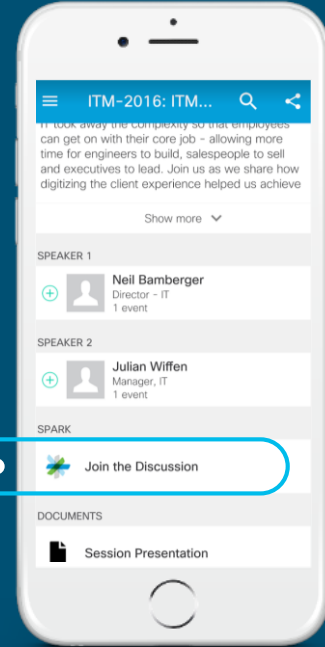 ITM-2016: ITM...
IT took away the complexity so that employees
can get on with their core job - allowing more
time for engineers to build, salespeople to sell
and executives to lead. Join us as we share how
digitizing the client experience helped us achieve
Show more
SPEAKER 1
Neil Bamberger
Director - IT
1 event
SPEAKER 2
Julian Wiffen
Manager, IT
1 event
SPARK
Join the Discussion
DOCUMENTS
Session Presentation